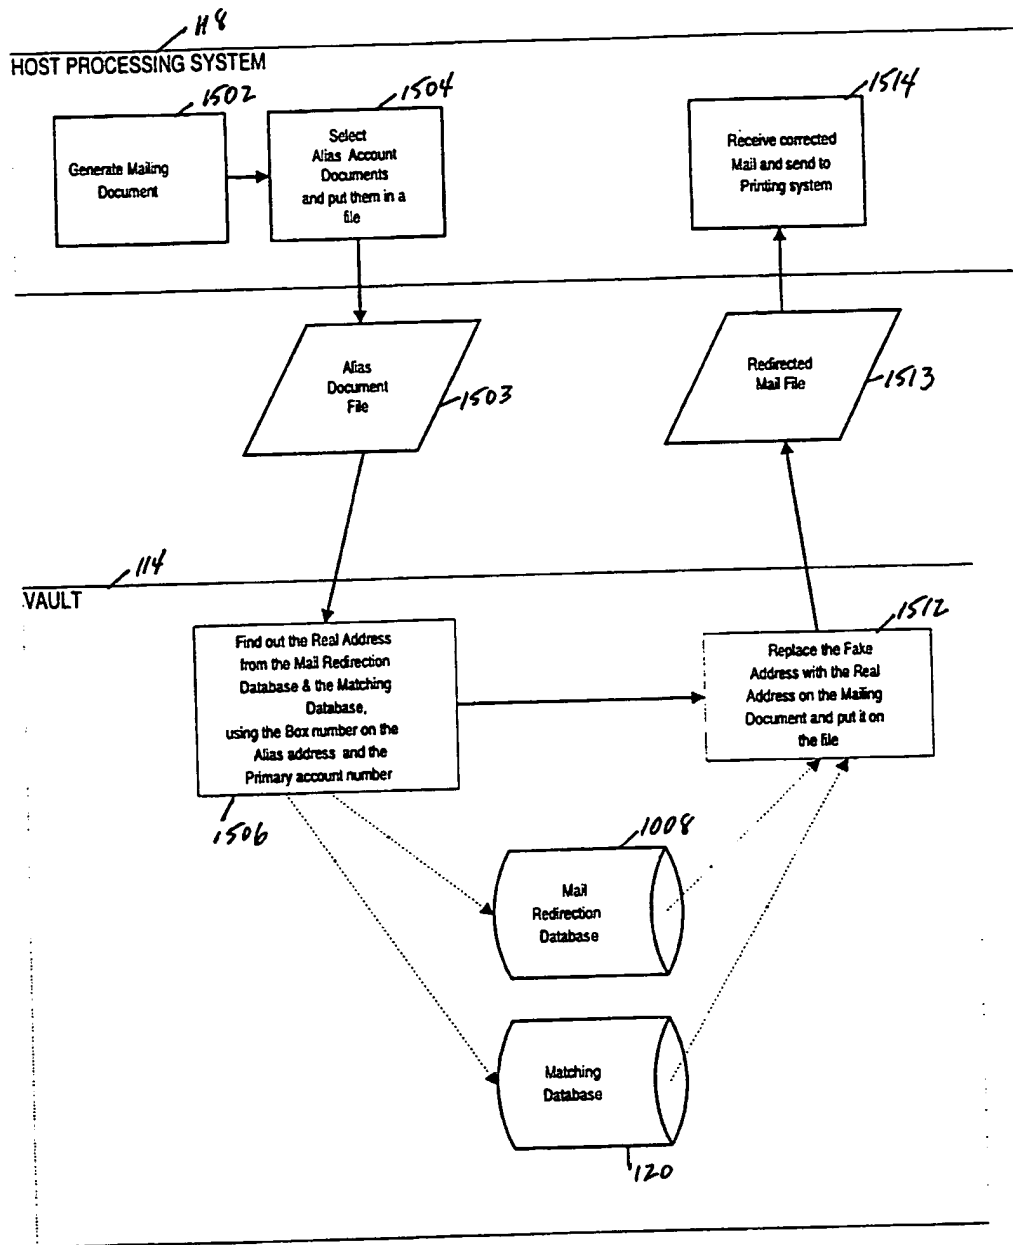 H8
HOST PROCESSING SYSTEM
1502
Generate Mailing
Document
1504
Select
Alias Account
Documents
and put them in a
file
1514
Receive corrected
Mail and send to
Printing system
Alias
Document
File
1503
Redirected
Mail File
1513
114
VAULT
Find out the Real Address
from the Mail Redirection
Database & the Matching
Database,
using the Box number on the
Alias address and the
Primary account number
1506
1512
Replace the Fake
Address with the Real
Address on the Mailing
Document and put it on
the file
1008
Mail
Redirection
Database
Matching
Database
120